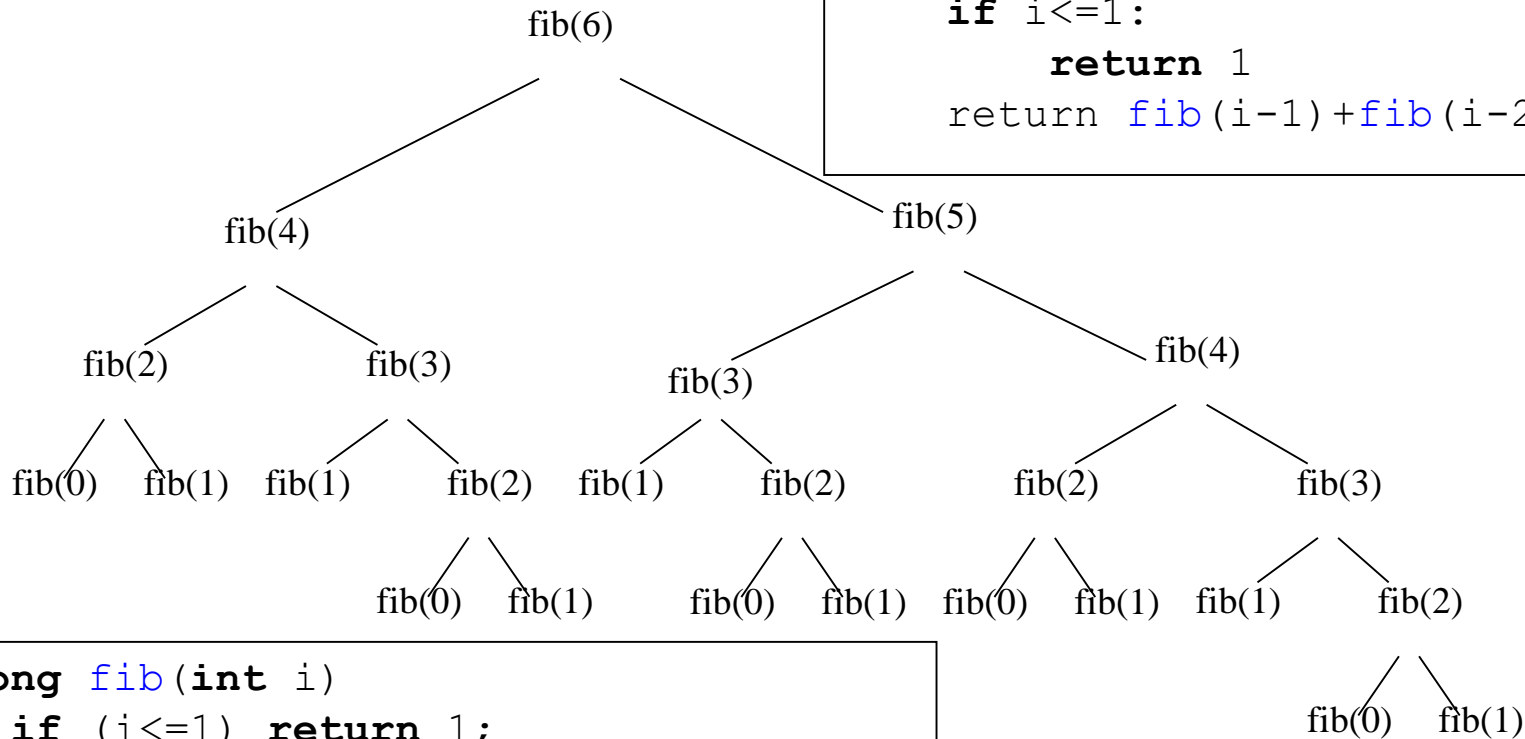 fib(6)
if i<=1:
return 1
return fib(i-1)+fib(i-2
fib(4)
fib(5)
fib(2)
fib(3)
fib(3)
fib(4)
fib(0) fib(1) fib(1) fib(2) fib(1) fib(2) fib(2) fib(3)
fib(0) fib(1) fib(0) fib(1) fib(0) fib(1) fib(1) fib(2)
fib(0) fib(1)
ong fib(int i)
if (i<=1) return 1;